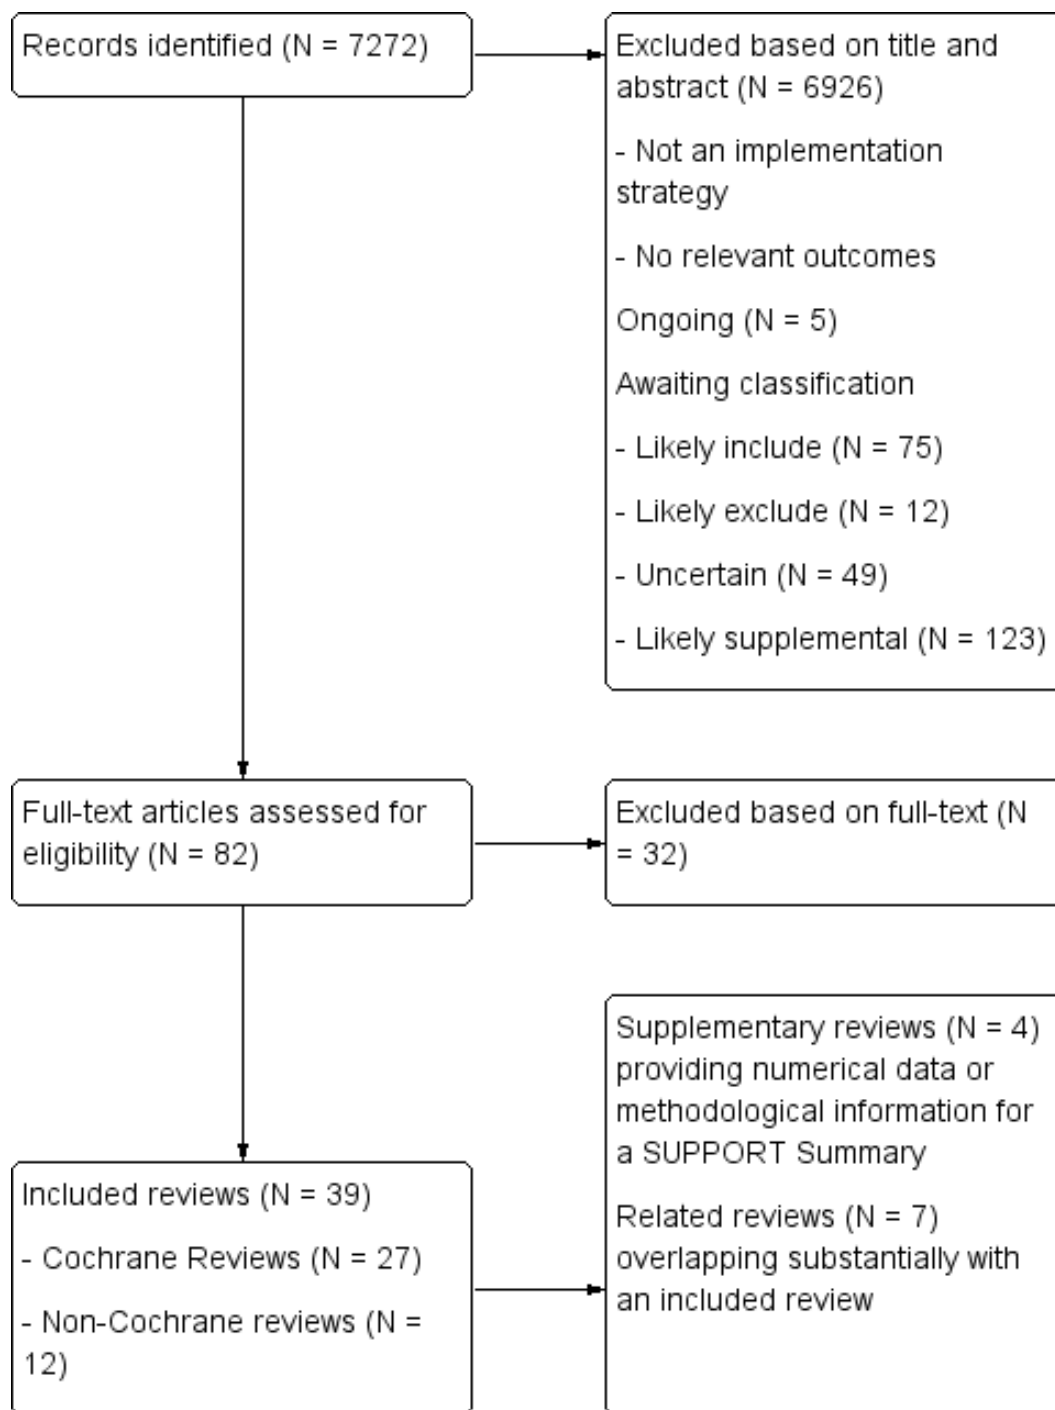 Records identified (N = 7272)
Excluded based on title and
abstract (N = 6926)
- Not an implementation
strategy
- No relevant outcomes
Ongoing (N = 5)
Awaiting classification
- Likely include (N = 75)
- Likely exclude (N = 12)
- Uncertain (N = 49)
- Likely supplemental (N = 123)
Full-text articles assessed for
eligibility (N = 82)
Excluded based on full-text (N
= 32)
Supplementary reviews (N = 4)
providing numerical data or
methodological information for
a SUPPORT Summary
Related reviews (N = 7)
overlapping substantially with
an included review
Included reviews (N = 39)
- Cochrane Reviews (N = 27)
- Non-Cochrane reviews (N =
12)